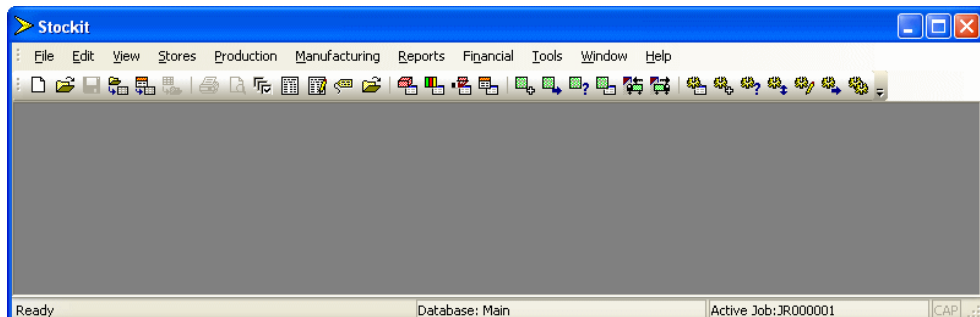 Stockit
File Edit View Stores Production Manufacturing Reports Financial Tools Window Help
Ready Database: Main Active Job:JR000001 CAP